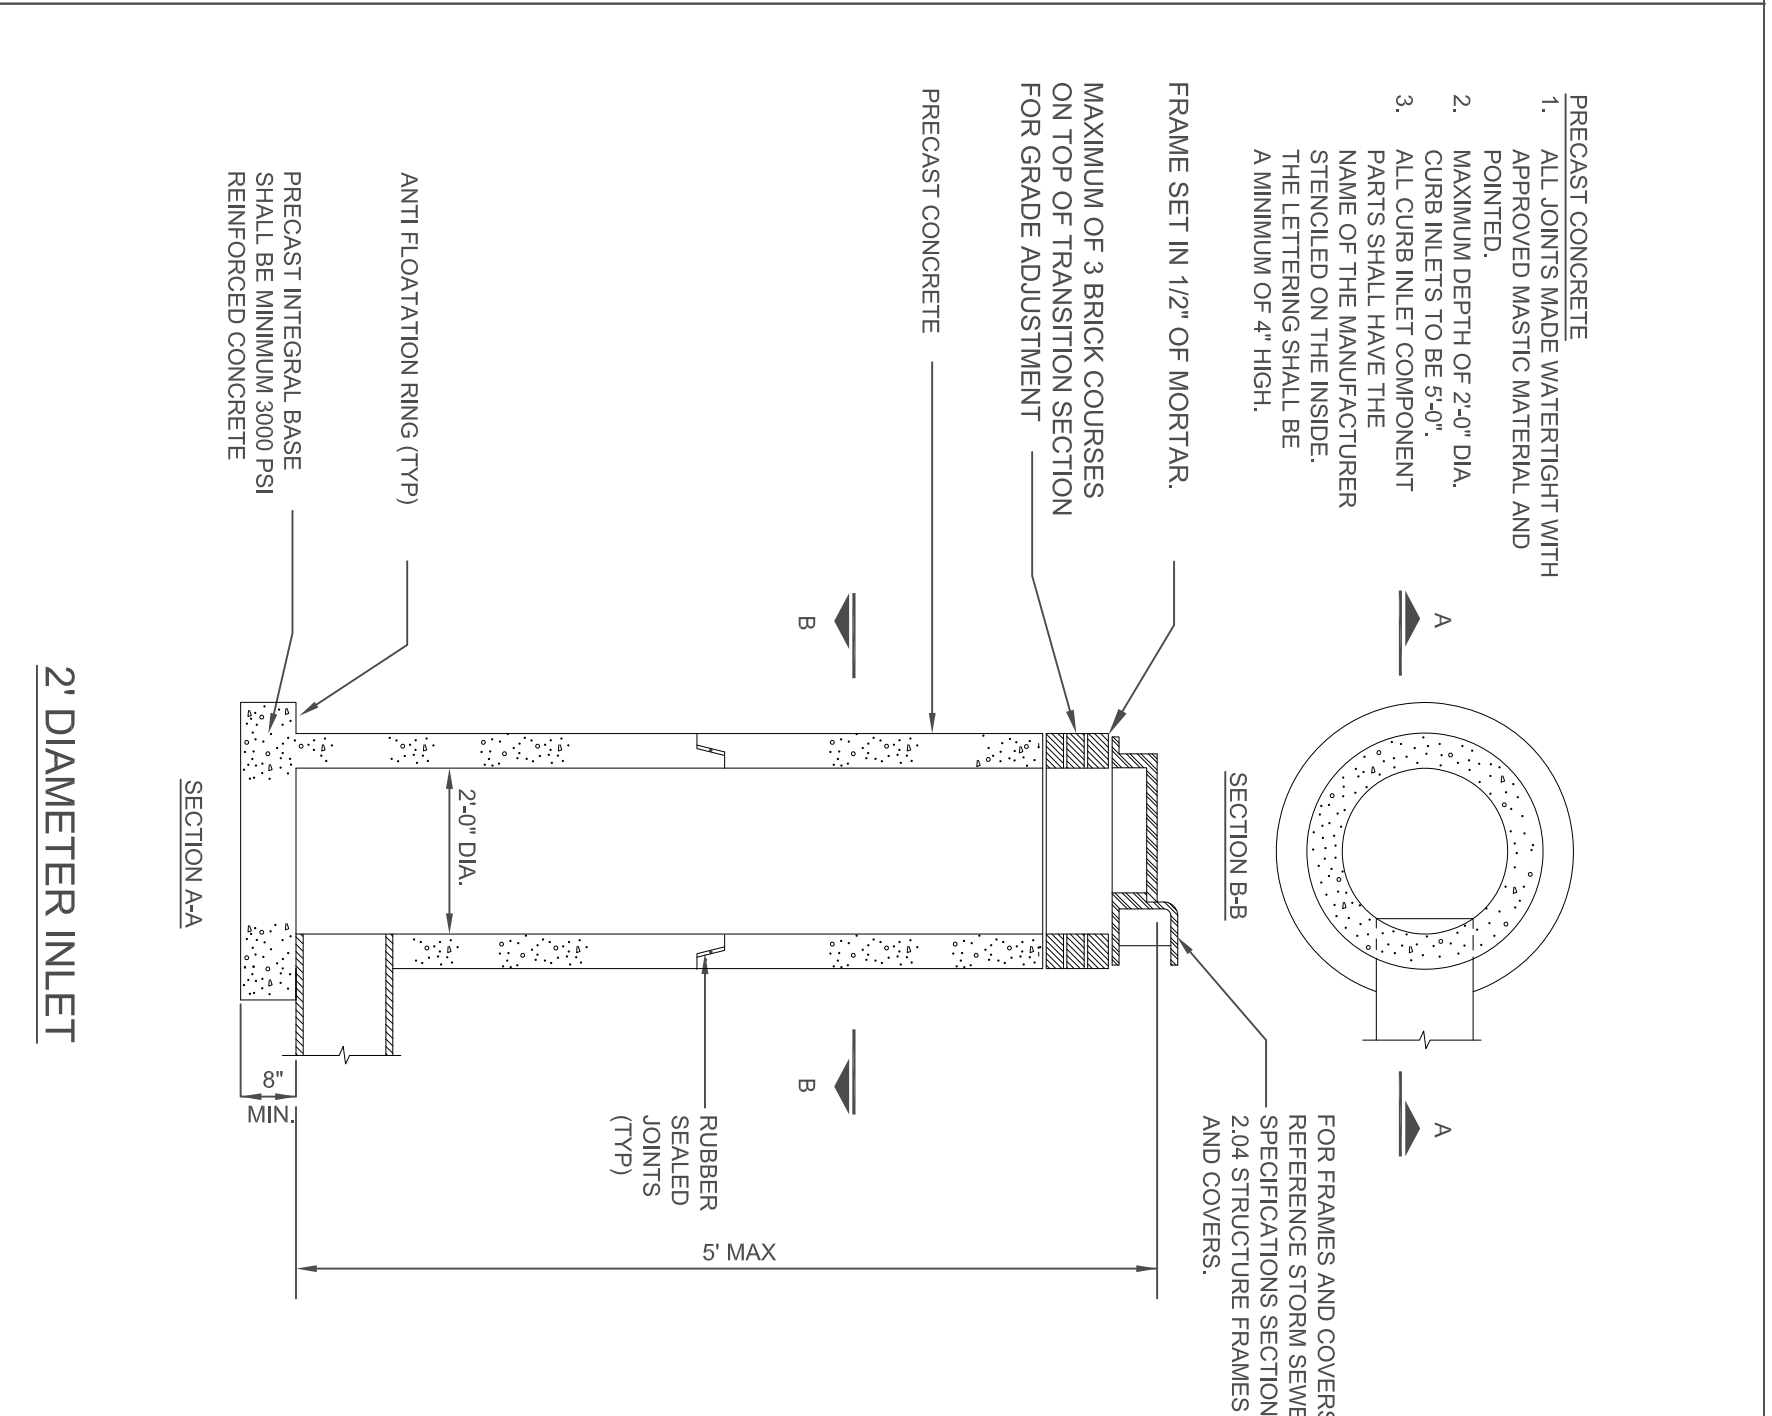 PRECAST CONCRETE
1. ALL JOINTS MADE WATERTIGHT WITH
APPROVED MASTIC MATERIAL AND
POINTED.
2. MAXIMUM DEPTH OF 2'-0" DIA.
CURB INLETS TO BE 5'-0".
3. ALL CURB INLET COMPONENT
PARTS SHALL HAVE THE
NAME OF THE MANUFACTURER
STENCILED ON THE INSIDE.
THE LETTERING SHALL BE
A MINIMUM OF 4" HIGH.
A
A
SECTION B-B
FOR FRAMES AND COVERS
REFERENCE STORM SEWE
SPECIFICATIONS SECTION
2.04 STRUCTURE FRAMES
AND COVERS.
FRAME SET IN 1/2" OF MORTAR.
MAXIMUM OF 3 BRICK COURSES
ON TOP OF TRANSITION SECTION
FOR GRADE ADJUSTMENT
PRECAST CONCRETE
B
B
RUBBER
SEALED
JOINTS
(TYP)
5' MAX
2'-0" DIA.
ANTI FLOATATION RING (TYP)
PRECAST INTEGRAL BASE
SHALL BE MINIMUM 3000 PSI
REINFORCED CONCRETE
8"
MIN.
SECTION A-A
2' DIAMETER INLET